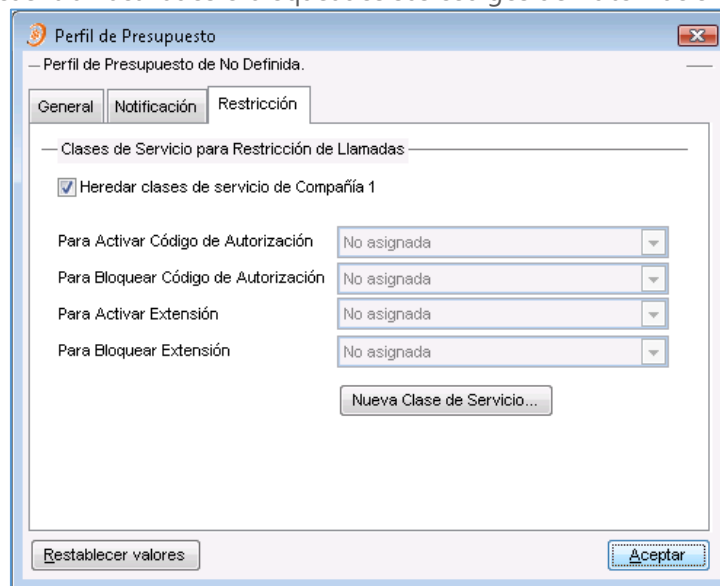 Perfil de Presupuesto
Perfil de Presupuesto de No Definida.
General Notificación Restricción
Clases de Servicio para Restricción de Llamadas
Heredar clases de servicio de Compañía 1
Para Activar Código de Autorización No asignada
Para Bloquear Código de Autorización No asignada
Para Activar Extensión No asignada
Para Bloquear Extensión No asignada
Nueva Clase de Servicio...
Restablecer valores Aceptar